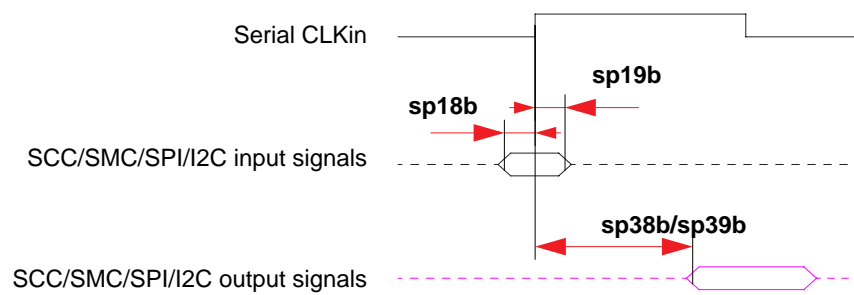 Serial CLKin
sp19b
sp18b
SCC/SMC/SPI/I2C input signals
sp38b/sp39b
SCC/SMC/SPI/I2C output signals